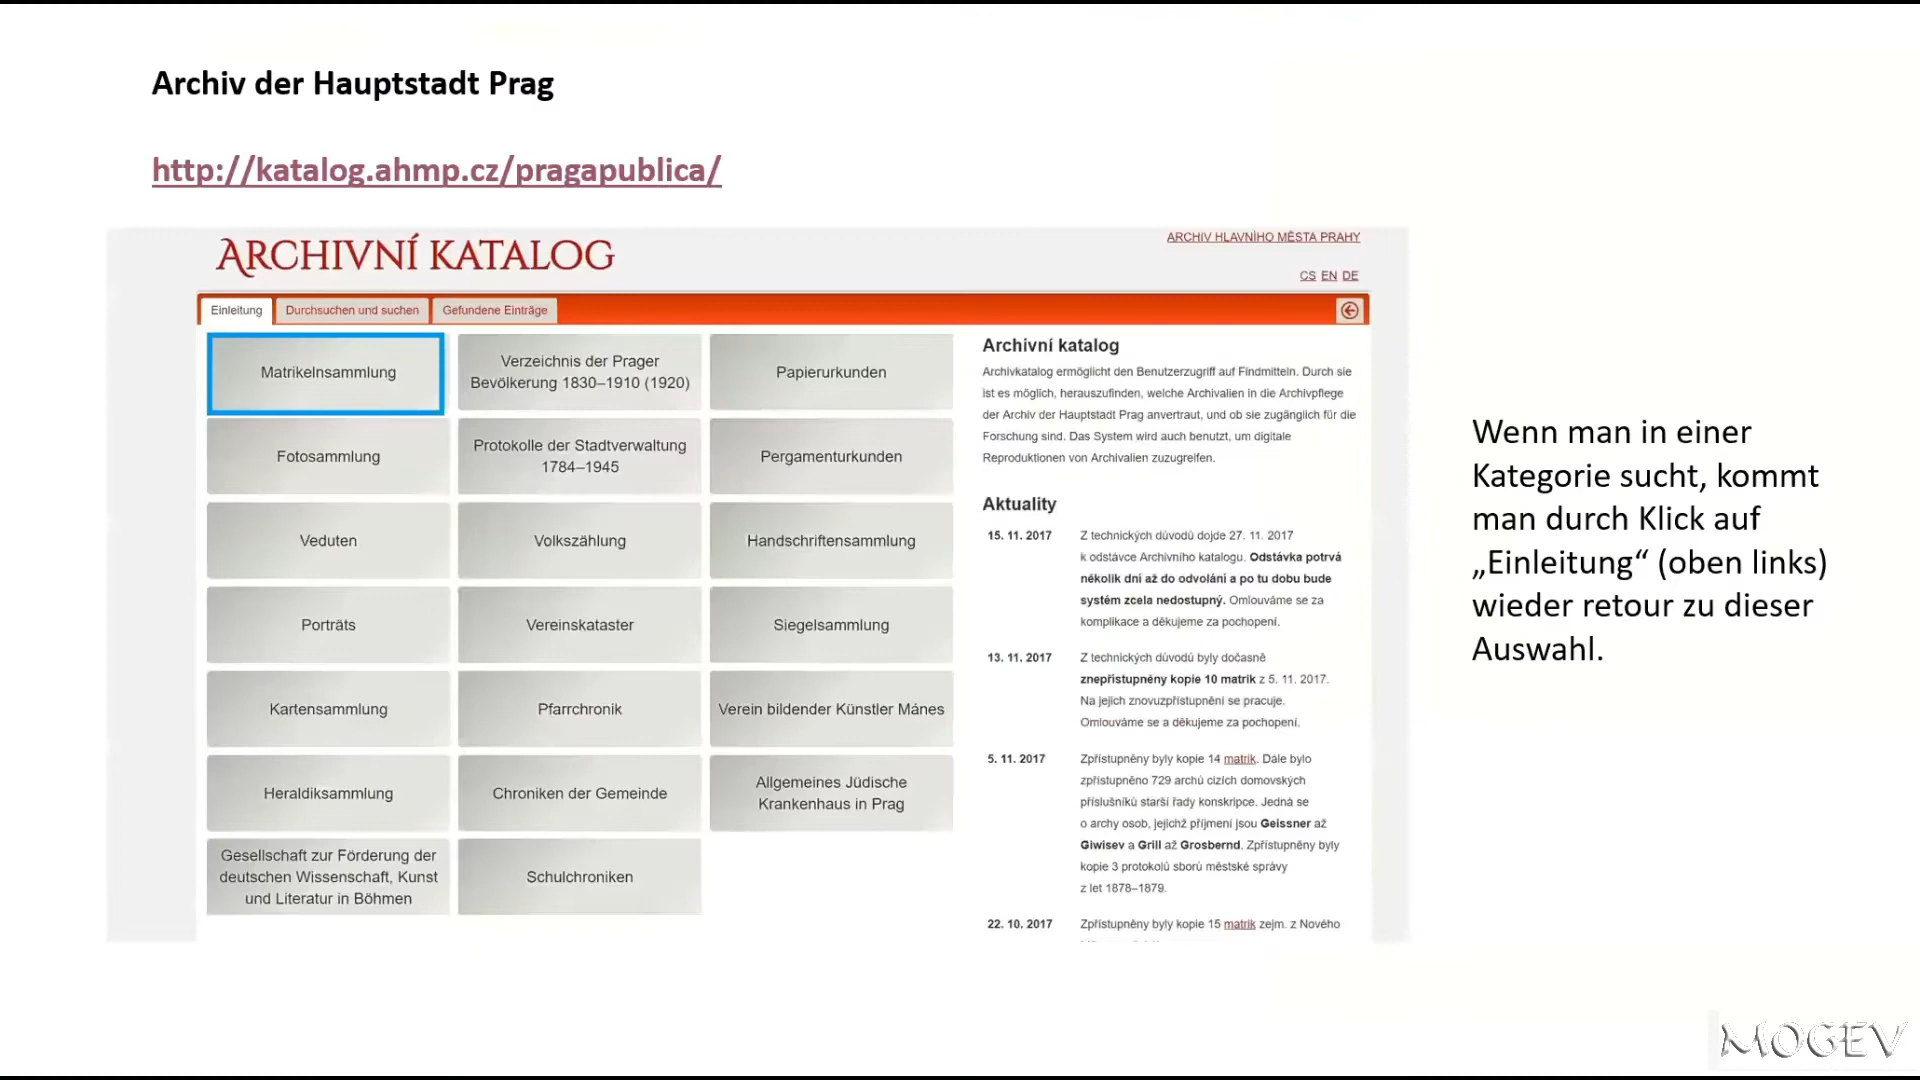 Archiv der Hauptstadt Prag
http://katalog.ahmp.cz/pragapublica/
ARCHIVNÍ KATALOG
ARCHIV HLAVNÍHO MĚSTA PRAHY
CS EN DE
Einleitung
Durchsuchen und suchen
Gefundene Einträge
Matrikelnsammlung
Verzeichnis der Prager
Bevölkerung 1830–1910 (1920)
Papierurkunden
Fotosammlung
Protokolle der Stadtverwaltung
1784–1945
Pergamenturkunden
Veduten
Volkszählung
Handschriftensammlung
Porträts
Vereinskataster
Siegelsammlung
Kartensammlung
Pfarrchronik
Verein bildender Künstler Mánes
Heraldiksammlung
Chroniken der Gemeinde
Allgemeines Jüdische
Krankenhaus in Prag
Gesellschaft zur Förderung der
deutschen Wissenschaft, Kunst
und Literatur in Böhmen
Schulchroniken
Archivní katalog
Archivkatalog ermöglicht den Benutzerzugriff auf Findmitteln. Durch sie
ist es möglich, herauszufinden, welche Archivalien in die Archivpflege
der Archiv der Hauptstadt Prag anvertraut, und ob sie zugänglich für die
Forschung sind. Das System wird auch benutzt, um digitale
Reproduktionen von Archivalien zuzugreifen.
Aktuality
15. 11. 2017
Z technických důvodů dojde 27. 11. 2017
k odstávce Archivního katalogu. Odstávka potrvá
několik dní až do odvolání a po tu dobu bude
systém zcela nedostupný. Omlouváme se za
komplikace a děkujeme za pochopení.
13. 11. 2017
Z technických důvodů byly dočasně
znepřístupněny kopie 10 matrik z 5. 11. 2017.
Na jejich znovuzpřístupnění se pracuje.
Omlouváme se a děkujeme za pochopení.
5. 11. 2017
Zpřístupněny byly kopie 14 matrik. Dále bylo
zpřístupněno 729 archů cizích domovských
příslušníků starší řady konskripce. Jedná se
o archy osob, jejichž příjmení jsou Geissner až
Giwisev a Grill až Grosbernd. Zpřístupněny byly
kopie 3 protokolů sborů městské správy
z let 1878–1879.
22. 10. 2017
Zpřístupněny byly kopie 15 matrik zejm. z Nového
Wenn man in einer
Kategorie sucht, kommt
man durch Klick auf
„Einleitung“ (oben links)
wieder retour zu dieser
Auswahl.
MOGEV